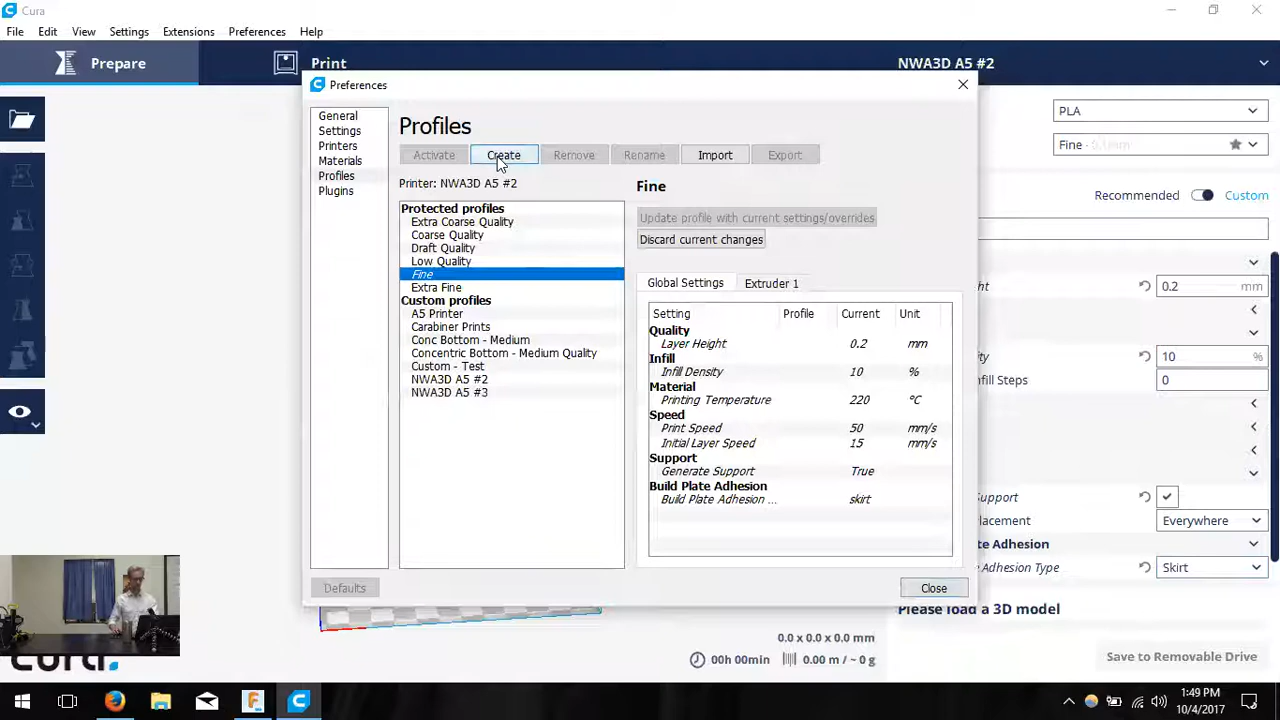 Cura
File Edit View Settings Extensions Preferences Help
Prepare Print NWA3D A5 #2
Preferences
General
Settings
Printers
Materials
Profiles
Plugins
Profiles
Activate Create Remove Rename Import Export
Printer: NWA3D A5 #2
Protected profiles
Extra Coarse Quality
Coarse Quality
Draft Quality
Low Quality
Fine
Extra Fine
Custom profiles
A5 Printer
Carabiner Prints
Conc Bottom - Medium
Concentric Bottom - Medium Quality
Custom - Test
NWA3D A5 #2
NWA3D A5 #3
Fine
Update profile with current settings/overrides
Discard current changes
Global Settings Extruder 1
Setting Profile Current Unit
Quality
Layer Height 0.2 mm
Infill
Infill Density 10 %
Material
Printing Temperature 220 °C
Speed
Print Speed 50 mm/s
Initial Layer Speed 15 mm/s
Support
Generate Support True
Build Plate Adhesion
Build Plate Adhesion ... skirt
Defaults Close
PLA
Fine - 0.1mm
Recommended Custom
ht 0.2 mm
ity 10 %
nfill Steps 0
Support
lacement Everywhere
te Adhesion
Adhesion Type Skirt
Please load a 3D model
cura.
0.0 x 0.0 x 0.0 mm
00h 00min 0.00 m / ~ 0 g
Save to Removable Drive
1:49 PM
10/4/2017